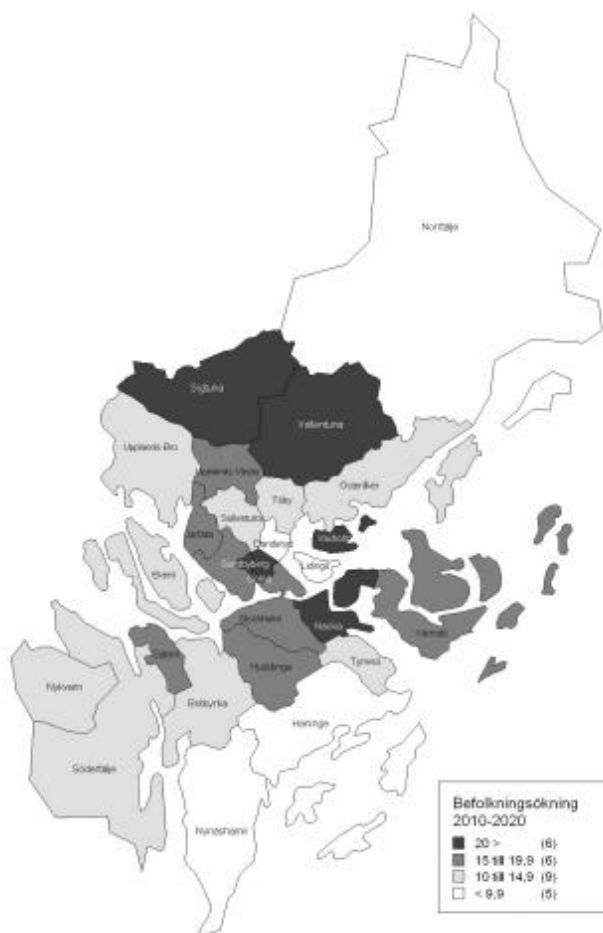 Norrtälje
Sigtuna
Vallentuna
Upplands-Bro
Upplands Väsby
Österåker
Täby
Sollentuna
Järfälla
Vaxholm
Danderyd
Sundbyberg
Solna
Lidingö
Ekerö
Stockholm
Nacka
Värmdö
Salem
Huddinge
Tyresö
Nykvarn
Botkyrka
Haninge
Södertälje
Nynäshamn
Befolkningsökning
2010-2020
20 > (6)
15 till 19,9 (6)
10 till 14,9 (9)
< 9,9 (5)